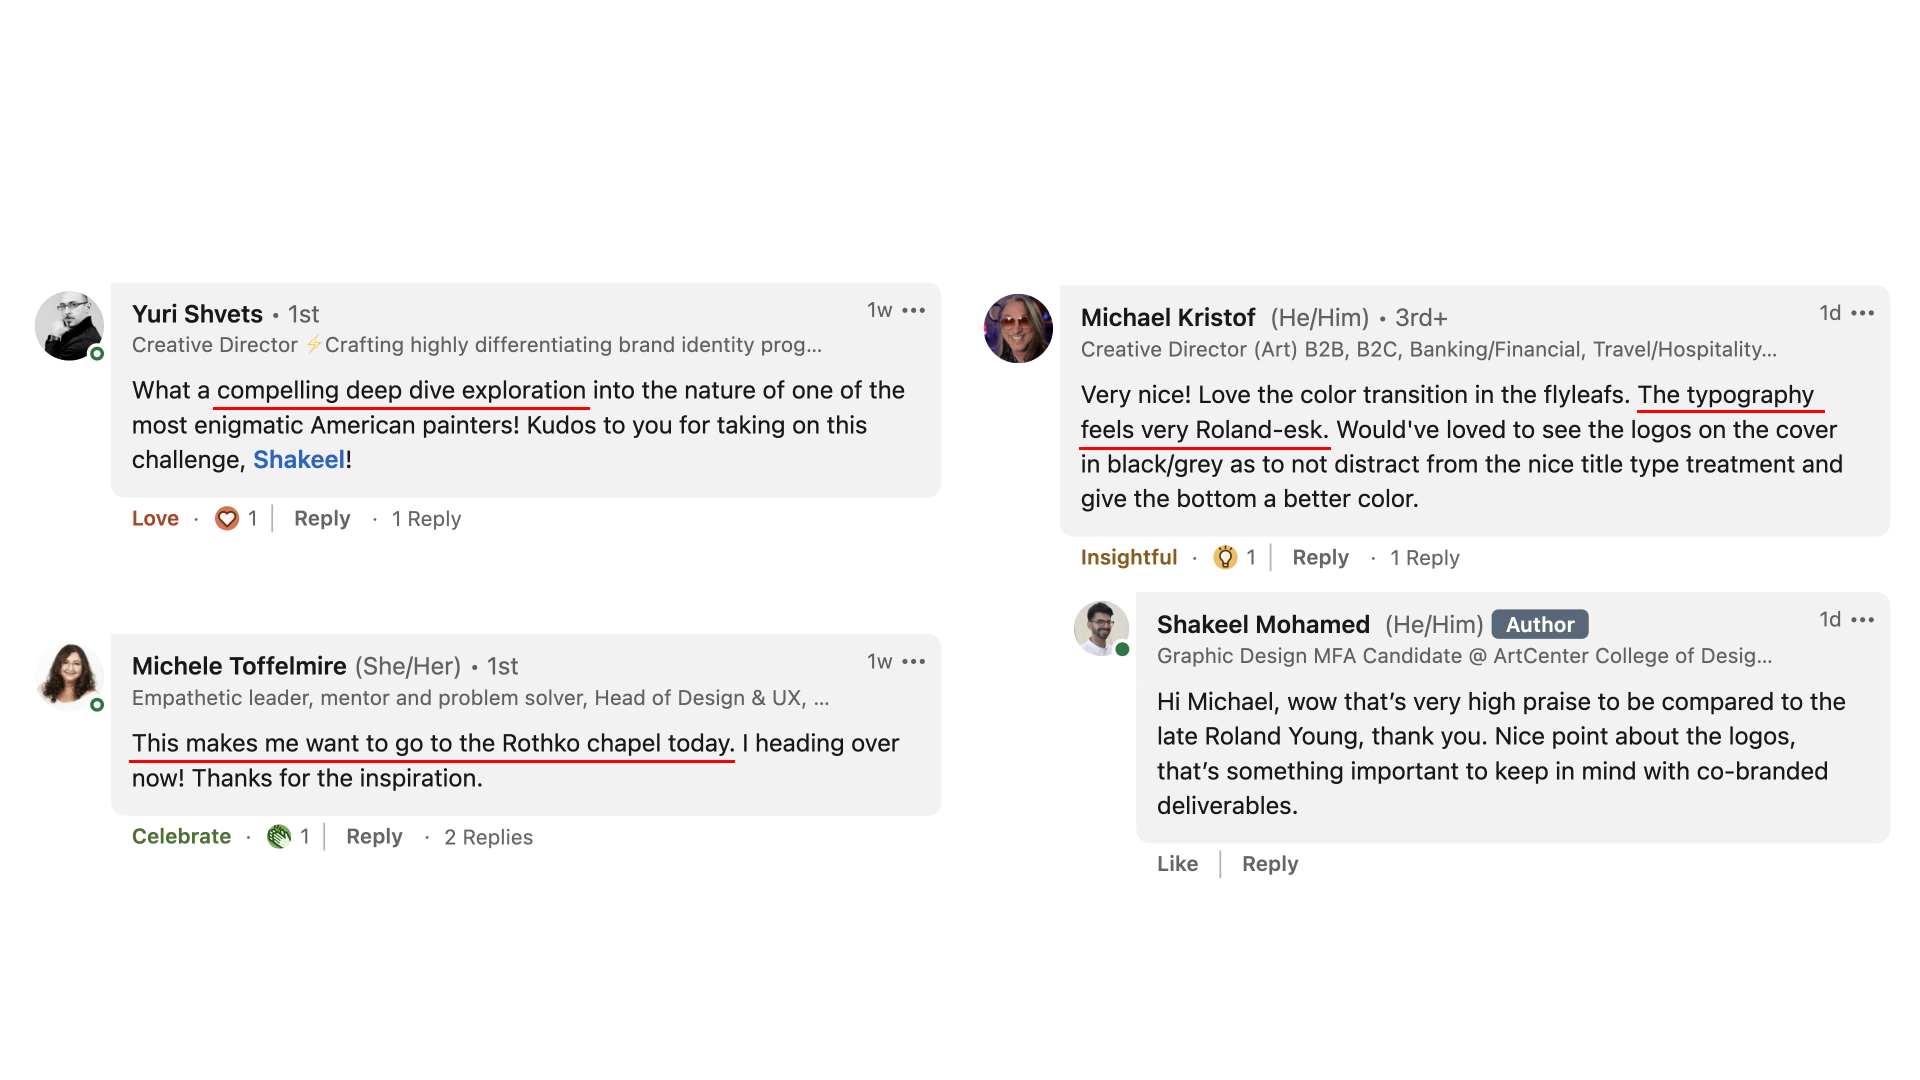 Yuri Shvets • 1st
1w •••
Creative Director ⚡Crafting highly differentiating brand identity prog...
What a compelling deep dive exploration into the nature of one of the
most enigmatic American painters! Kudos to you for taking on this
challenge, Shakeel!
Love · 1 | Reply · 1 Reply
Michele Toffelmire (She/Her) • 1st
1w •••
Empathetic leader, mentor and problem solver, Head of Design & UX, ...
This makes me want to go to the Rothko chapel today. I heading over
now! Thanks for the inspiration.
Celebrate · 1 | Reply · 2 Replies
Michael Kristof (He/Him) • 3rd+
1d •••
Creative Director (Art) B2B, B2C, Banking/Financial, Travel/Hospitality...
Very nice! Love the color transition in the flyleafs. The typography
feels very Roland-esk. Would've loved to see the logos on the cover
in black/grey as to not distract from the nice title type treatment and
give the bottom a better color.
Insightful · 1 | Reply · 1 Reply
Shakeel Mohamed (He/Him) Author
1d •••
Graphic Design MFA Candidate @ ArtCenter College of Desig...
Hi Michael, wow that’s very high praise to be compared to the
late Roland Young, thank you. Nice point about the logos,
that’s something important to keep in mind with co-branded
deliverables.
Like | Reply